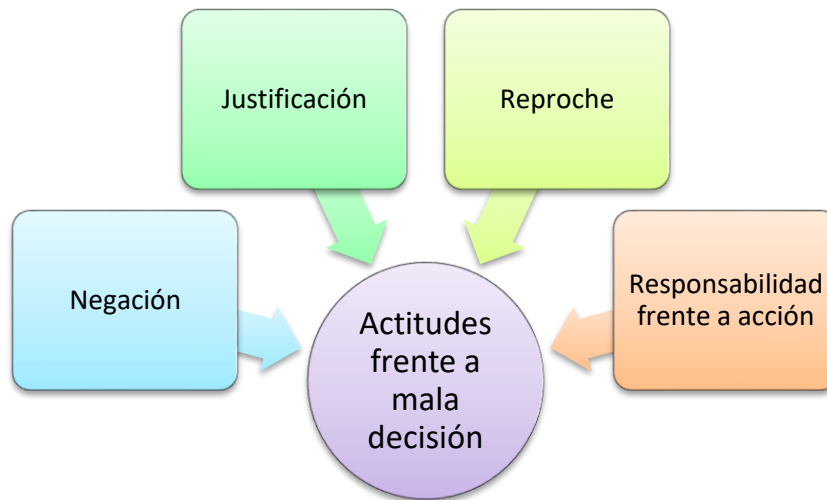 Justificación
Reproche
Negación
Responsabilidad
frente a acción
Actitudes
frente a
mala
decisión